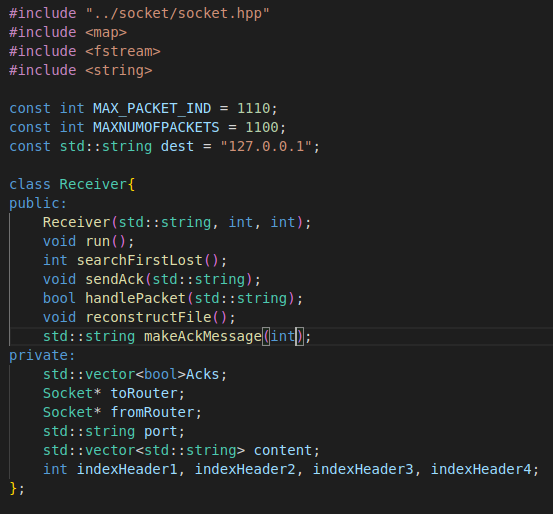 #include "../socket/socket.hpp"
#include <map>
#include <fstream>
#include <string>
const int MAX_PACKET_IND = 1110;
const int MAXNUMOFPACKETS = 1100;
const std::string dest = "127.0.0.1";
class Receiver{
public:
    Receiver(std::string, int, int);
    void run();
    int searchFirstLost();
    void sendAck(std::string);
    bool handlePacket(std::string);
    void reconstructFile();
    std::string makeAckMessage(int);
private:
    std::vector<bool>Acks;
    Socket* toRouter;
    Socket* fromRouter;
    std::string port;
    std::vector<std::string> content;
    int indexHeader1, indexHeader2, indexHeader3, indexHeader4;
};